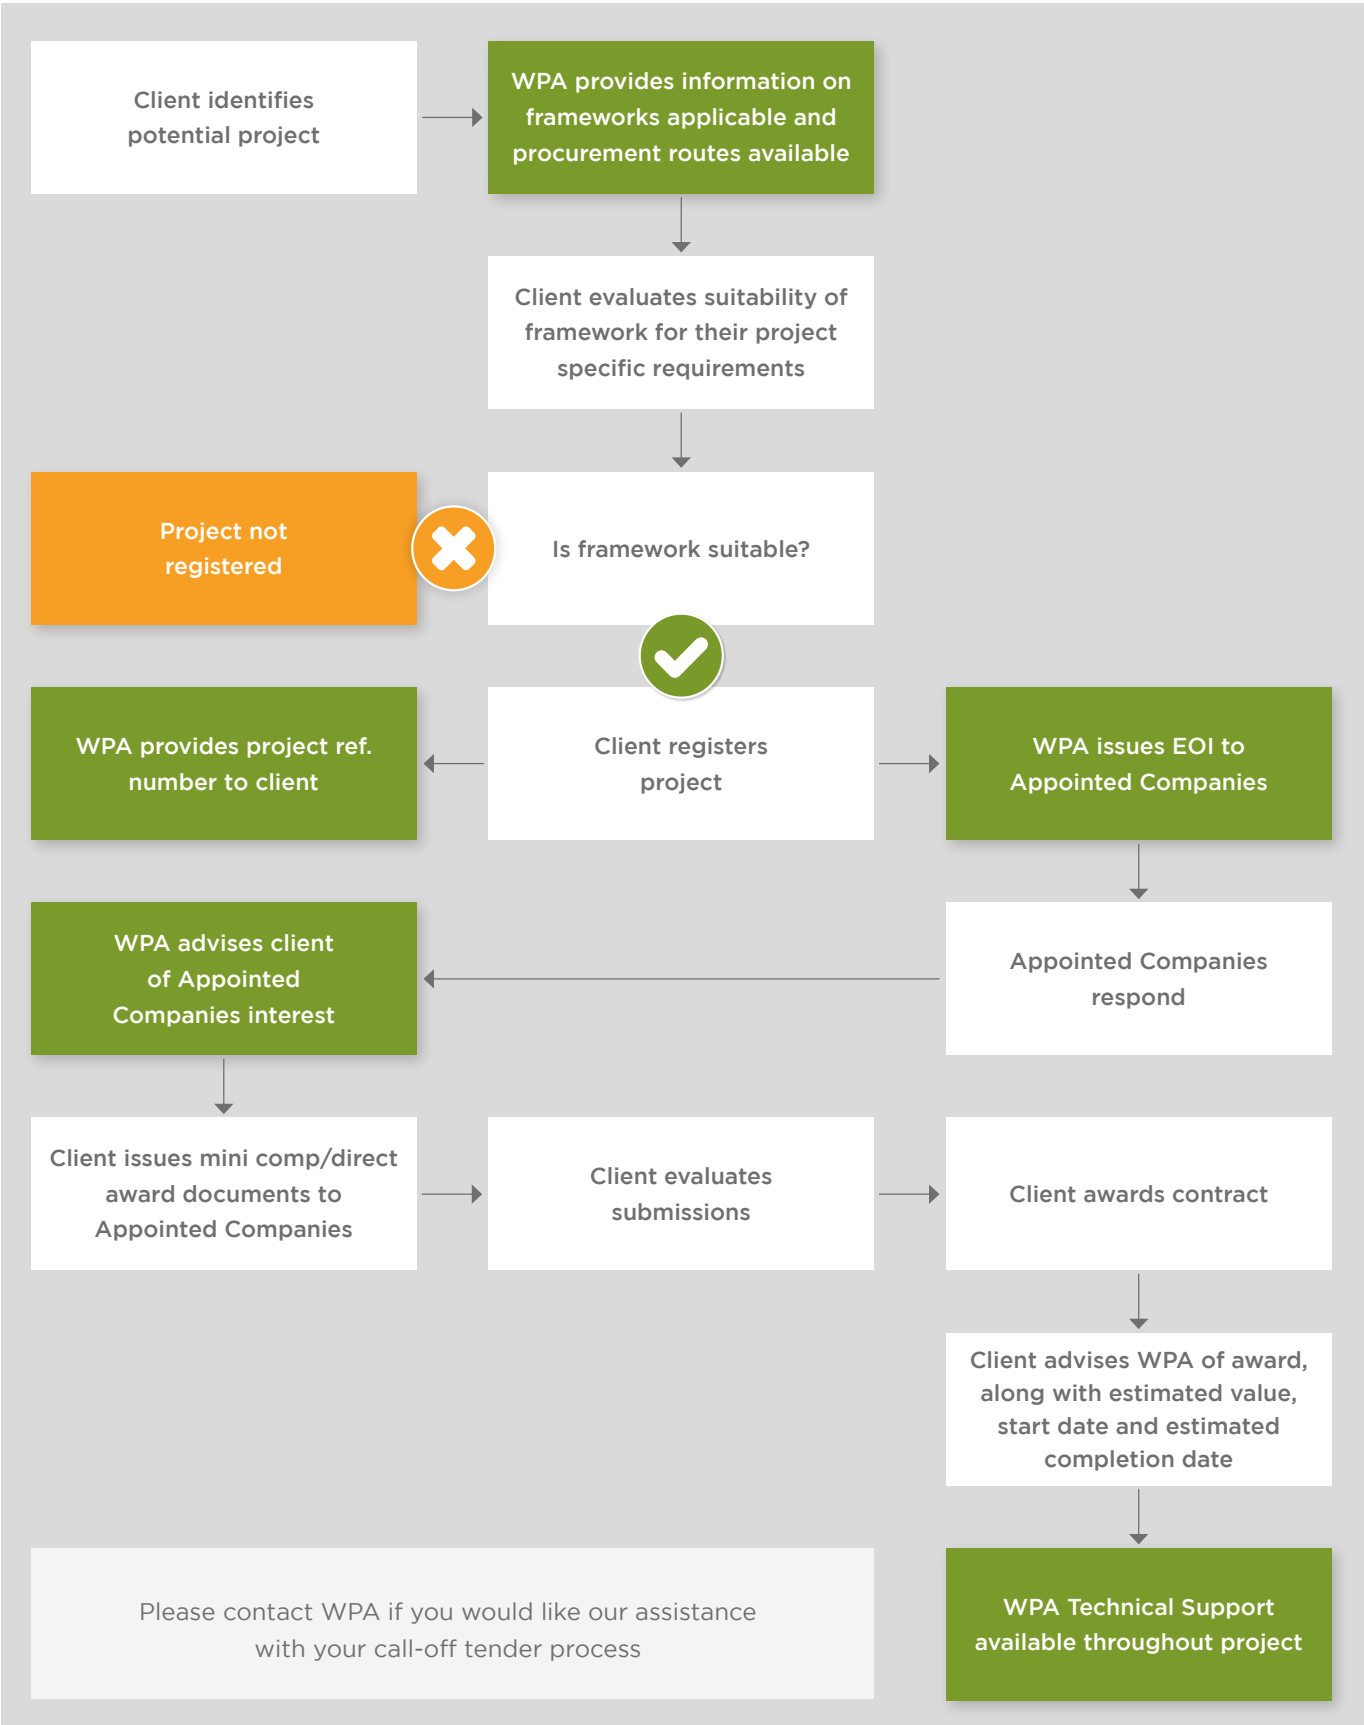 Client identifies
potential project
WPA provides information on
frameworks applicable and
procurement routes available
Client evaluates suitability of
framework for their project
specific requirements
Project not
registered
Is framework suitable?
WPA provides project ref.
number to client
Client registers
project
WPA issues EOI to
Appointed Companies
WPA advises client
of Appointed
Companies interest
Appointed Companies
respond
Client issues mini comp/direct
award documents to
Appointed Companies
Client evaluates
submissions
Client awards contract
Client advises WPA of award,
along with estimated value,
start date and estimated
completion date
Please contact WPA if you would like our assistance
with your call-off tender process
WPA Technical Support
available throughout project